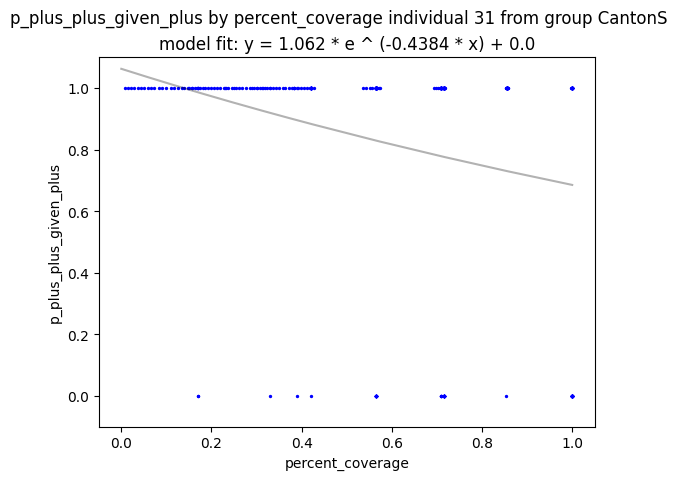 p_plus_plus_given_plus by percent_coverage individual 31 from group CantonS
model fit: y = 1.062 * e ^ (-0.4384 * x) + 0.0
1.0
0.8
0.6
0.4
0.2
0.0
p_plus_plus_given_plus
0.0 0.2 0.4 0.6 0.8 1.0
percent_coverage